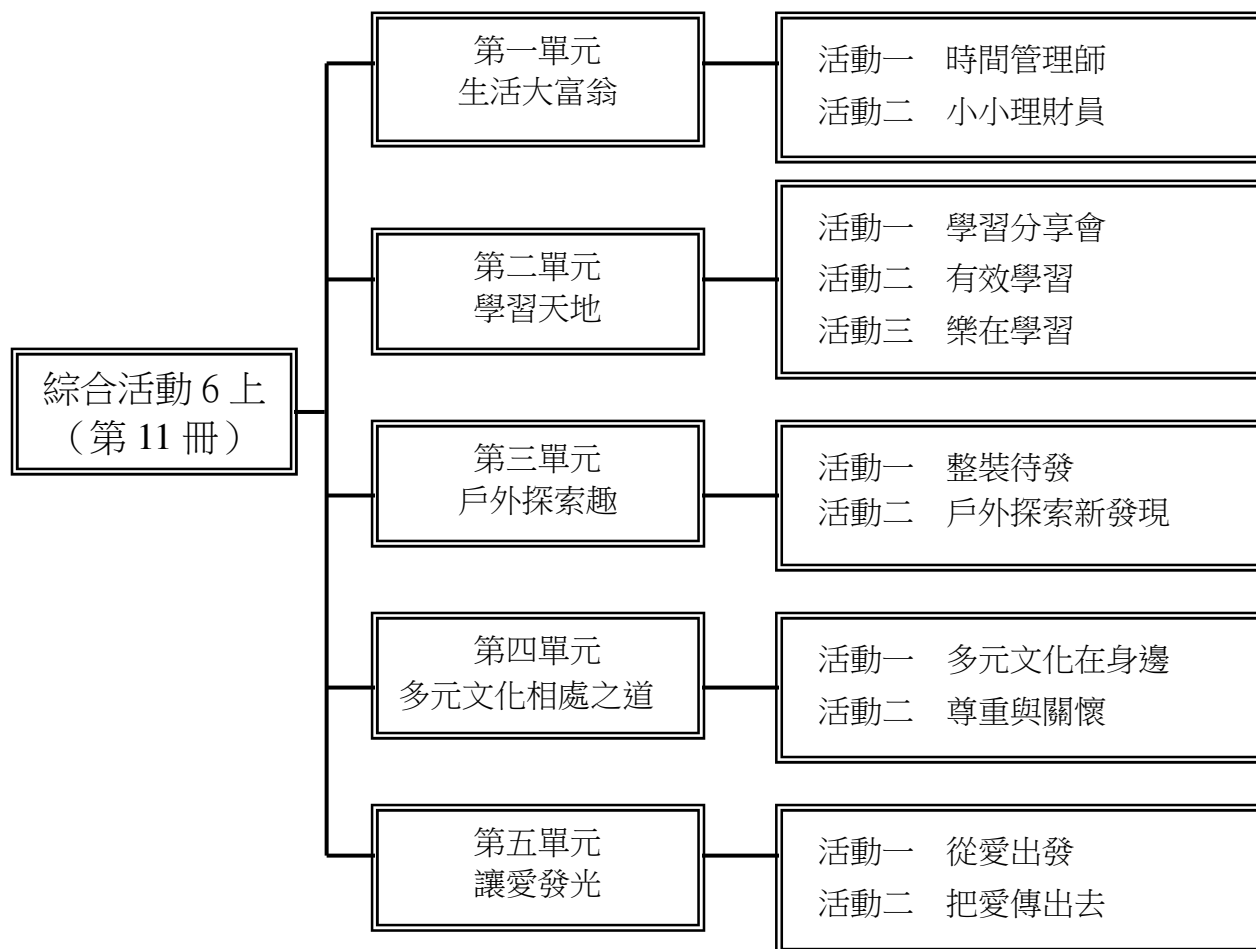 綜合活動 6 上
（第 11 冊）
第一單元
生活大富翁
活動一　時間管理師
活動二　小小理財員
第二單元
學習天地
活動一　學習分享會
活動二　有效學習
活動三　樂在學習
第三單元
戶外探索趣
活動一　整裝待發
活動二　戶外探索新發現
第四單元
多元文化相處之道
活動一　多元文化在身邊
活動二　尊重與關懷
第五單元
讓愛發光
活動一　從愛出發
活動二　把愛傳出去